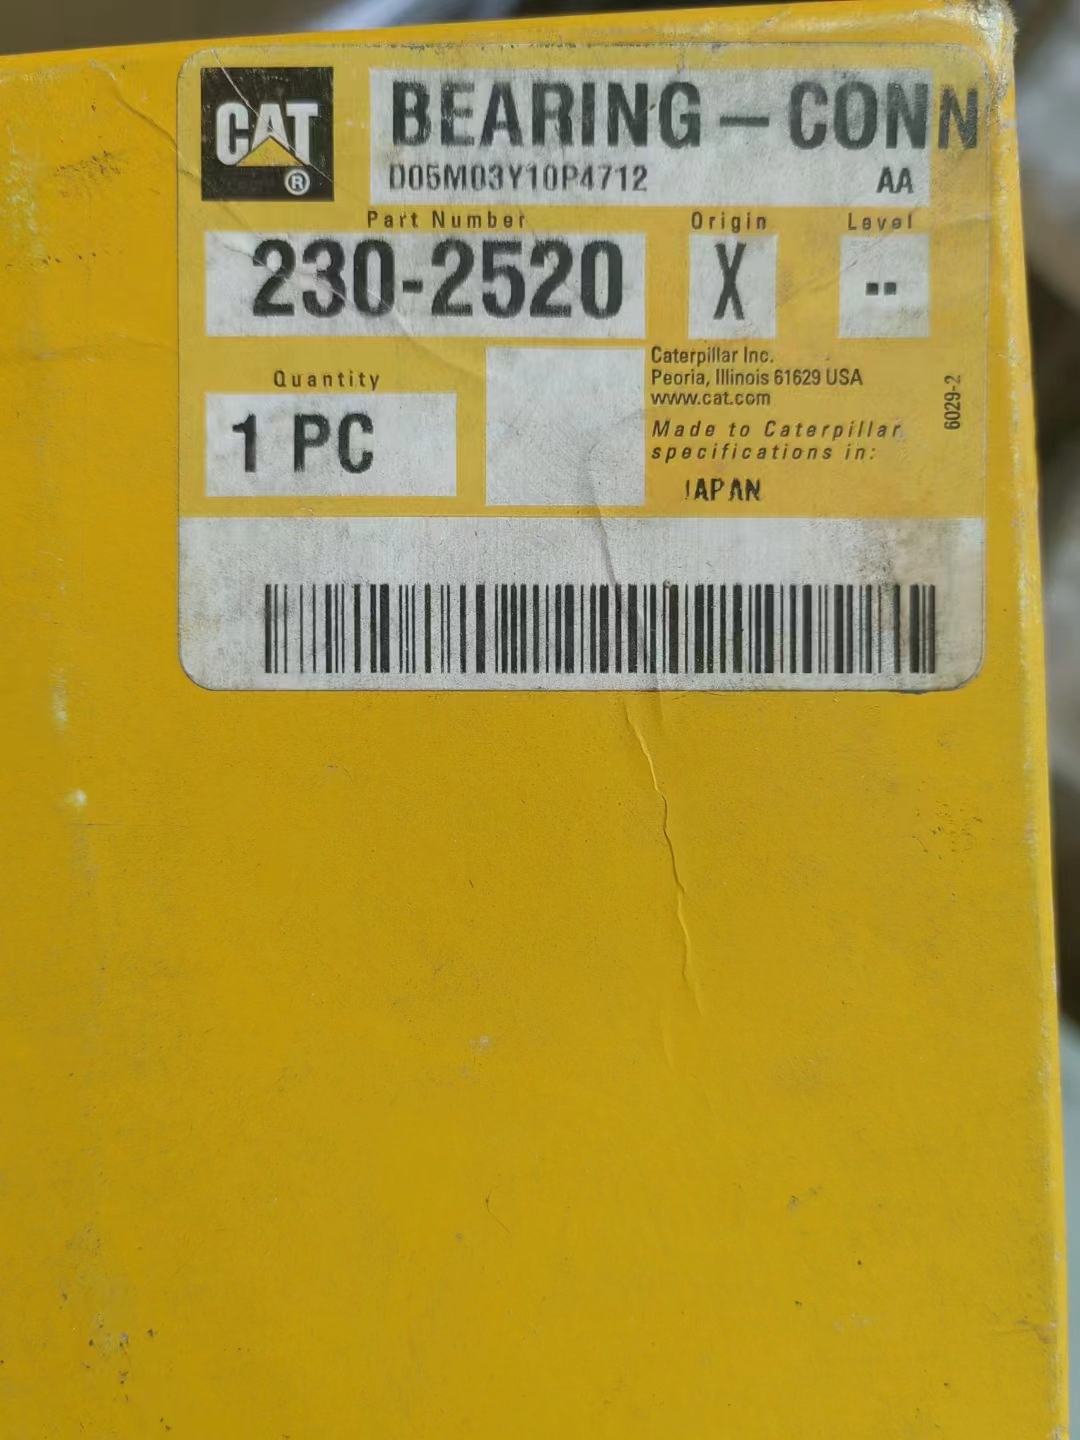 CAT
®
BEARING - CONN
D05M03Y10P4712 AA
Part Number Origin Level
230-2520 X --
Quantity
1 PC
Caterpillar Inc.
Peoria, Illinois 61629 USA
www.cat.com
Made to Caterpillar
specifications in:
JAPAN
6029-2